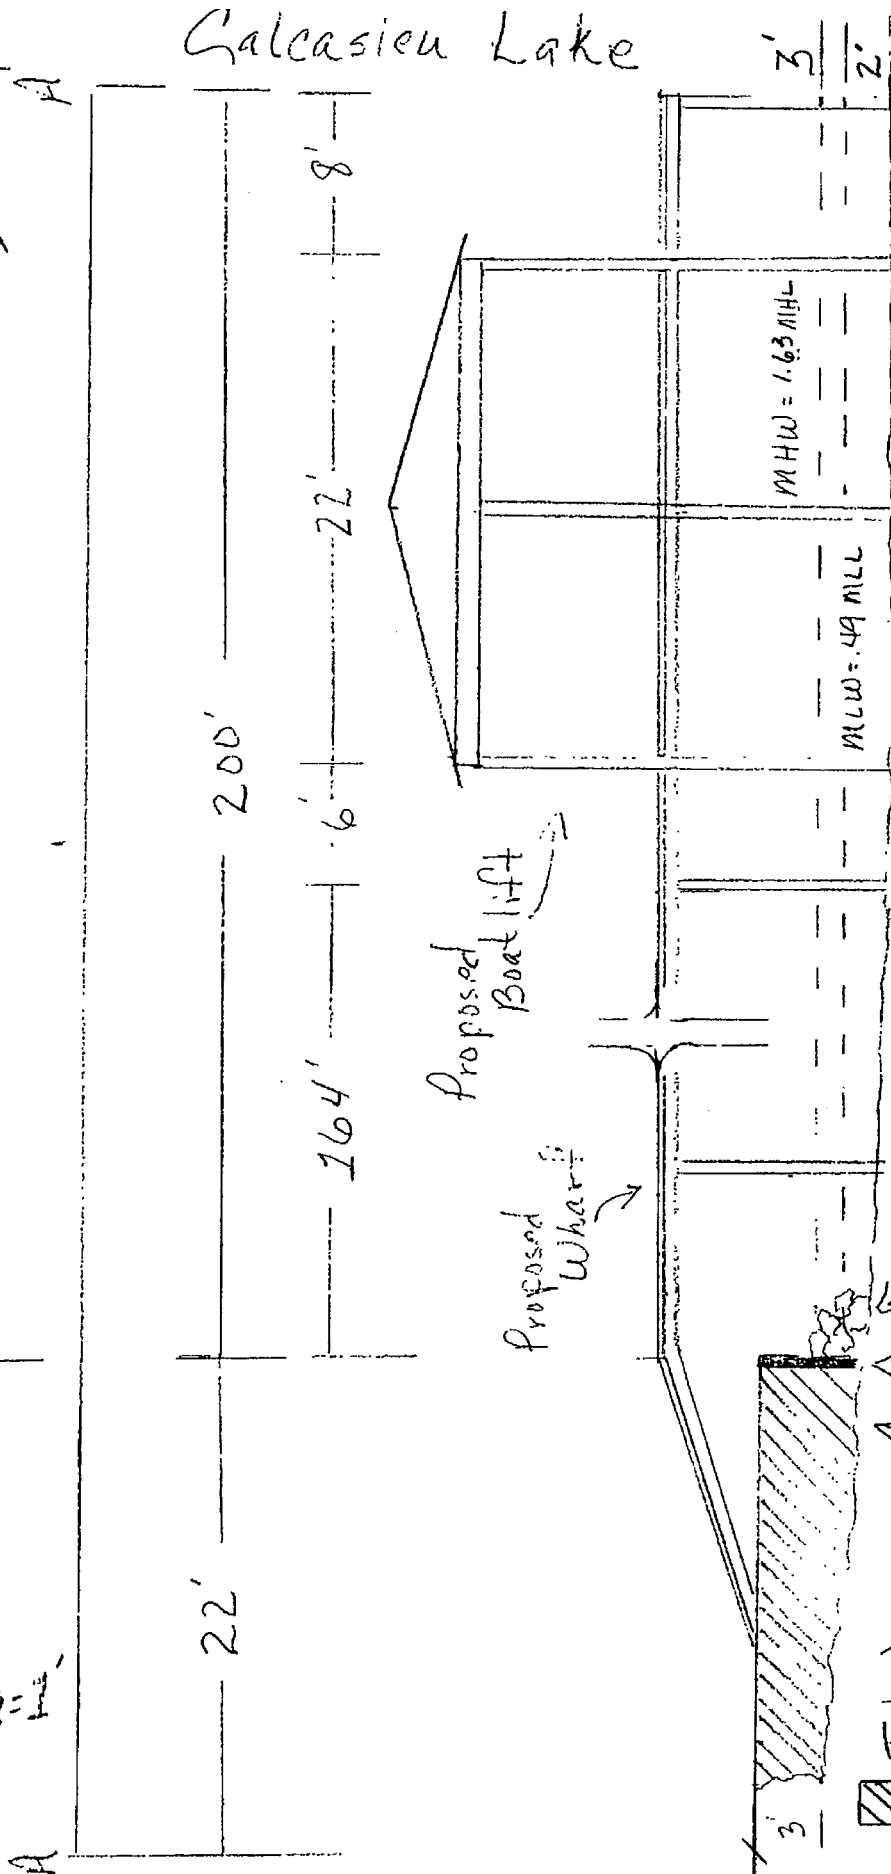 Calcasieu Lake
A
A
200'
22'
8'
22'
6'
164'
Proposed
Boat lift
Proposed
Wharf
MHW = 1.63 MHL
MLW = .49 MLL
3'
2'
3'